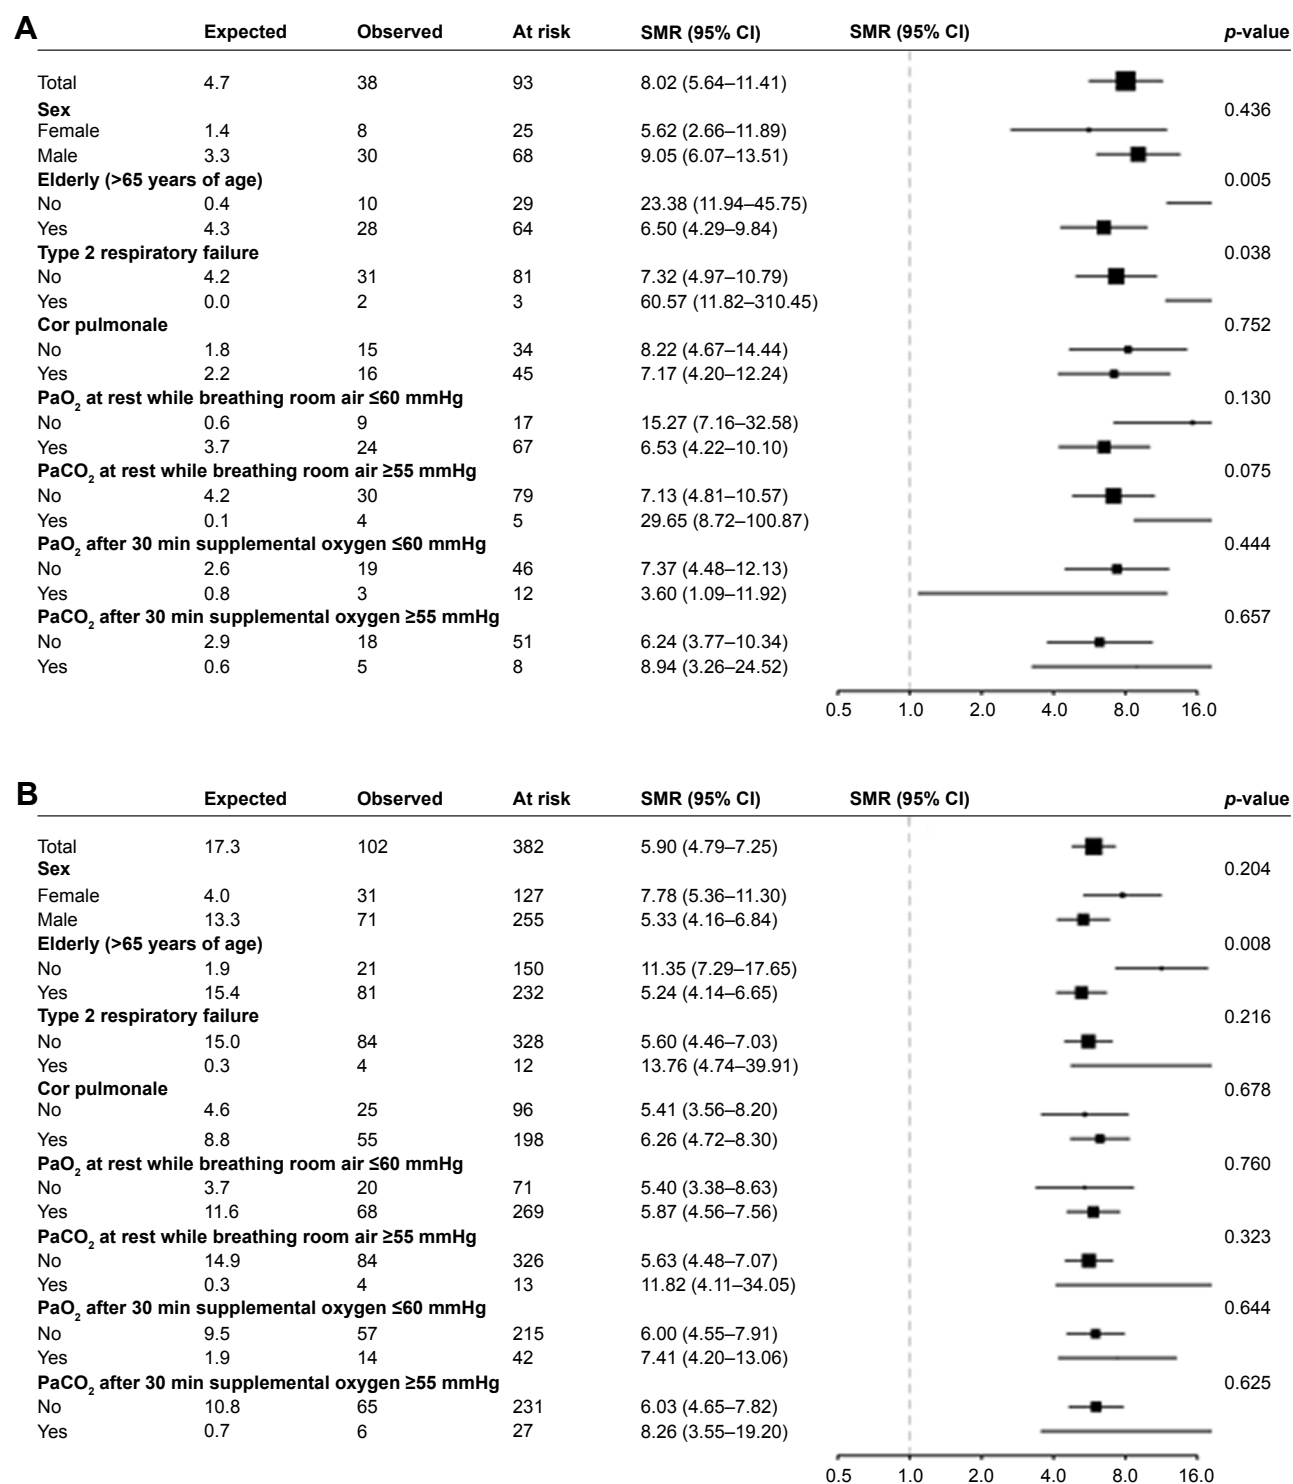 A
Expected Observed At risk SMR (95% CI) SMR (95% CI) p-value
Total 4.7 38 93 8.02 (5.64–11.41)
Sex 0.436
Female 1.4 8 25 5.62 (2.66–11.89)
Male 3.3 30 68 9.05 (6.07–13.51)
Elderly (>65 years of age) 0.005
No 0.4 10 29 23.38 (11.94–45.75)
Yes 4.3 28 64 6.50 (4.29–9.84)
Type 2 respiratory failure 0.038
No 4.2 31 81 7.32 (4.97–10.79)
Yes 0.0 2 3 60.57 (11.82–310.45)
Cor pulmonale 0.752
No 1.8 15 34 8.22 (4.67–14.44)
Yes 2.2 16 45 7.17 (4.20–12.24)
PaO₂ at rest while breathing room air ≤60 mmHg 0.130
No 0.6 9 17 15.27 (7.16–32.58)
Yes 3.7 24 67 6.53 (4.22–10.10)
PaCO₂ at rest while breathing room air ≥55 mmHg 0.075
No 4.2 30 79 7.13 (4.81–10.57)
Yes 0.1 4 5 29.65 (8.72–100.87)
PaO₂ after 30 min supplemental oxygen ≤60 mmHg 0.444
No 2.6 19 46 7.37 (4.48–12.13)
Yes 0.8 3 12 3.60 (1.09–11.92)
PaCO₂ after 30 min supplemental oxygen ≥55 mmHg 0.657
No 2.9 18 51 6.24 (3.77–10.34)
Yes 0.6 5 8 8.94 (3.26–24.52)
0.5 1.0 2.0 4.0 8.0 16.0
B
Expected Observed At risk SMR (95% CI) SMR (95% CI) p-value
Total 17.3 102 382 5.90 (4.79–7.25)
Sex 0.204
Female 4.0 31 127 7.78 (5.36–11.30)
Male 13.3 71 255 5.33 (4.16–6.84)
Elderly (>65 years of age) 0.008
No 1.9 21 150 11.35 (7.29–17.65)
Yes 15.4 81 232 5.24 (4.14–6.65)
Type 2 respiratory failure 0.216
No 15.0 84 328 5.60 (4.46–7.03)
Yes 0.3 4 12 13.76 (4.74–39.91)
Cor pulmonale 0.678
No 4.6 25 96 5.41 (3.56–8.20)
Yes 8.8 55 198 6.26 (4.72–8.30)
PaO₂ at rest while breathing room air ≤60 mmHg 0.760
No 3.7 20 71 5.40 (3.38–8.63)
Yes 11.6 68 269 5.87 (4.56–7.56)
PaCO₂ at rest while breathing room air ≥55 mmHg 0.323
No 14.9 84 326 5.63 (4.48–7.07)
Yes 0.3 4 13 11.82 (4.11–34.05)
PaO₂ after 30 min supplemental oxygen ≤60 mmHg 0.644
No 9.5 57 215 6.00 (4.55–7.91)
Yes 1.9 14 42 7.41 (4.20–13.06)
PaCO₂ after 30 min supplemental oxygen ≥55 mmHg 0.625
No 10.8 65 231 6.03 (4.65–7.82)
Yes 0.7 6 27 8.26 (3.55–19.20)
0.5 1.0 2.0 4.0 8.0 16.0